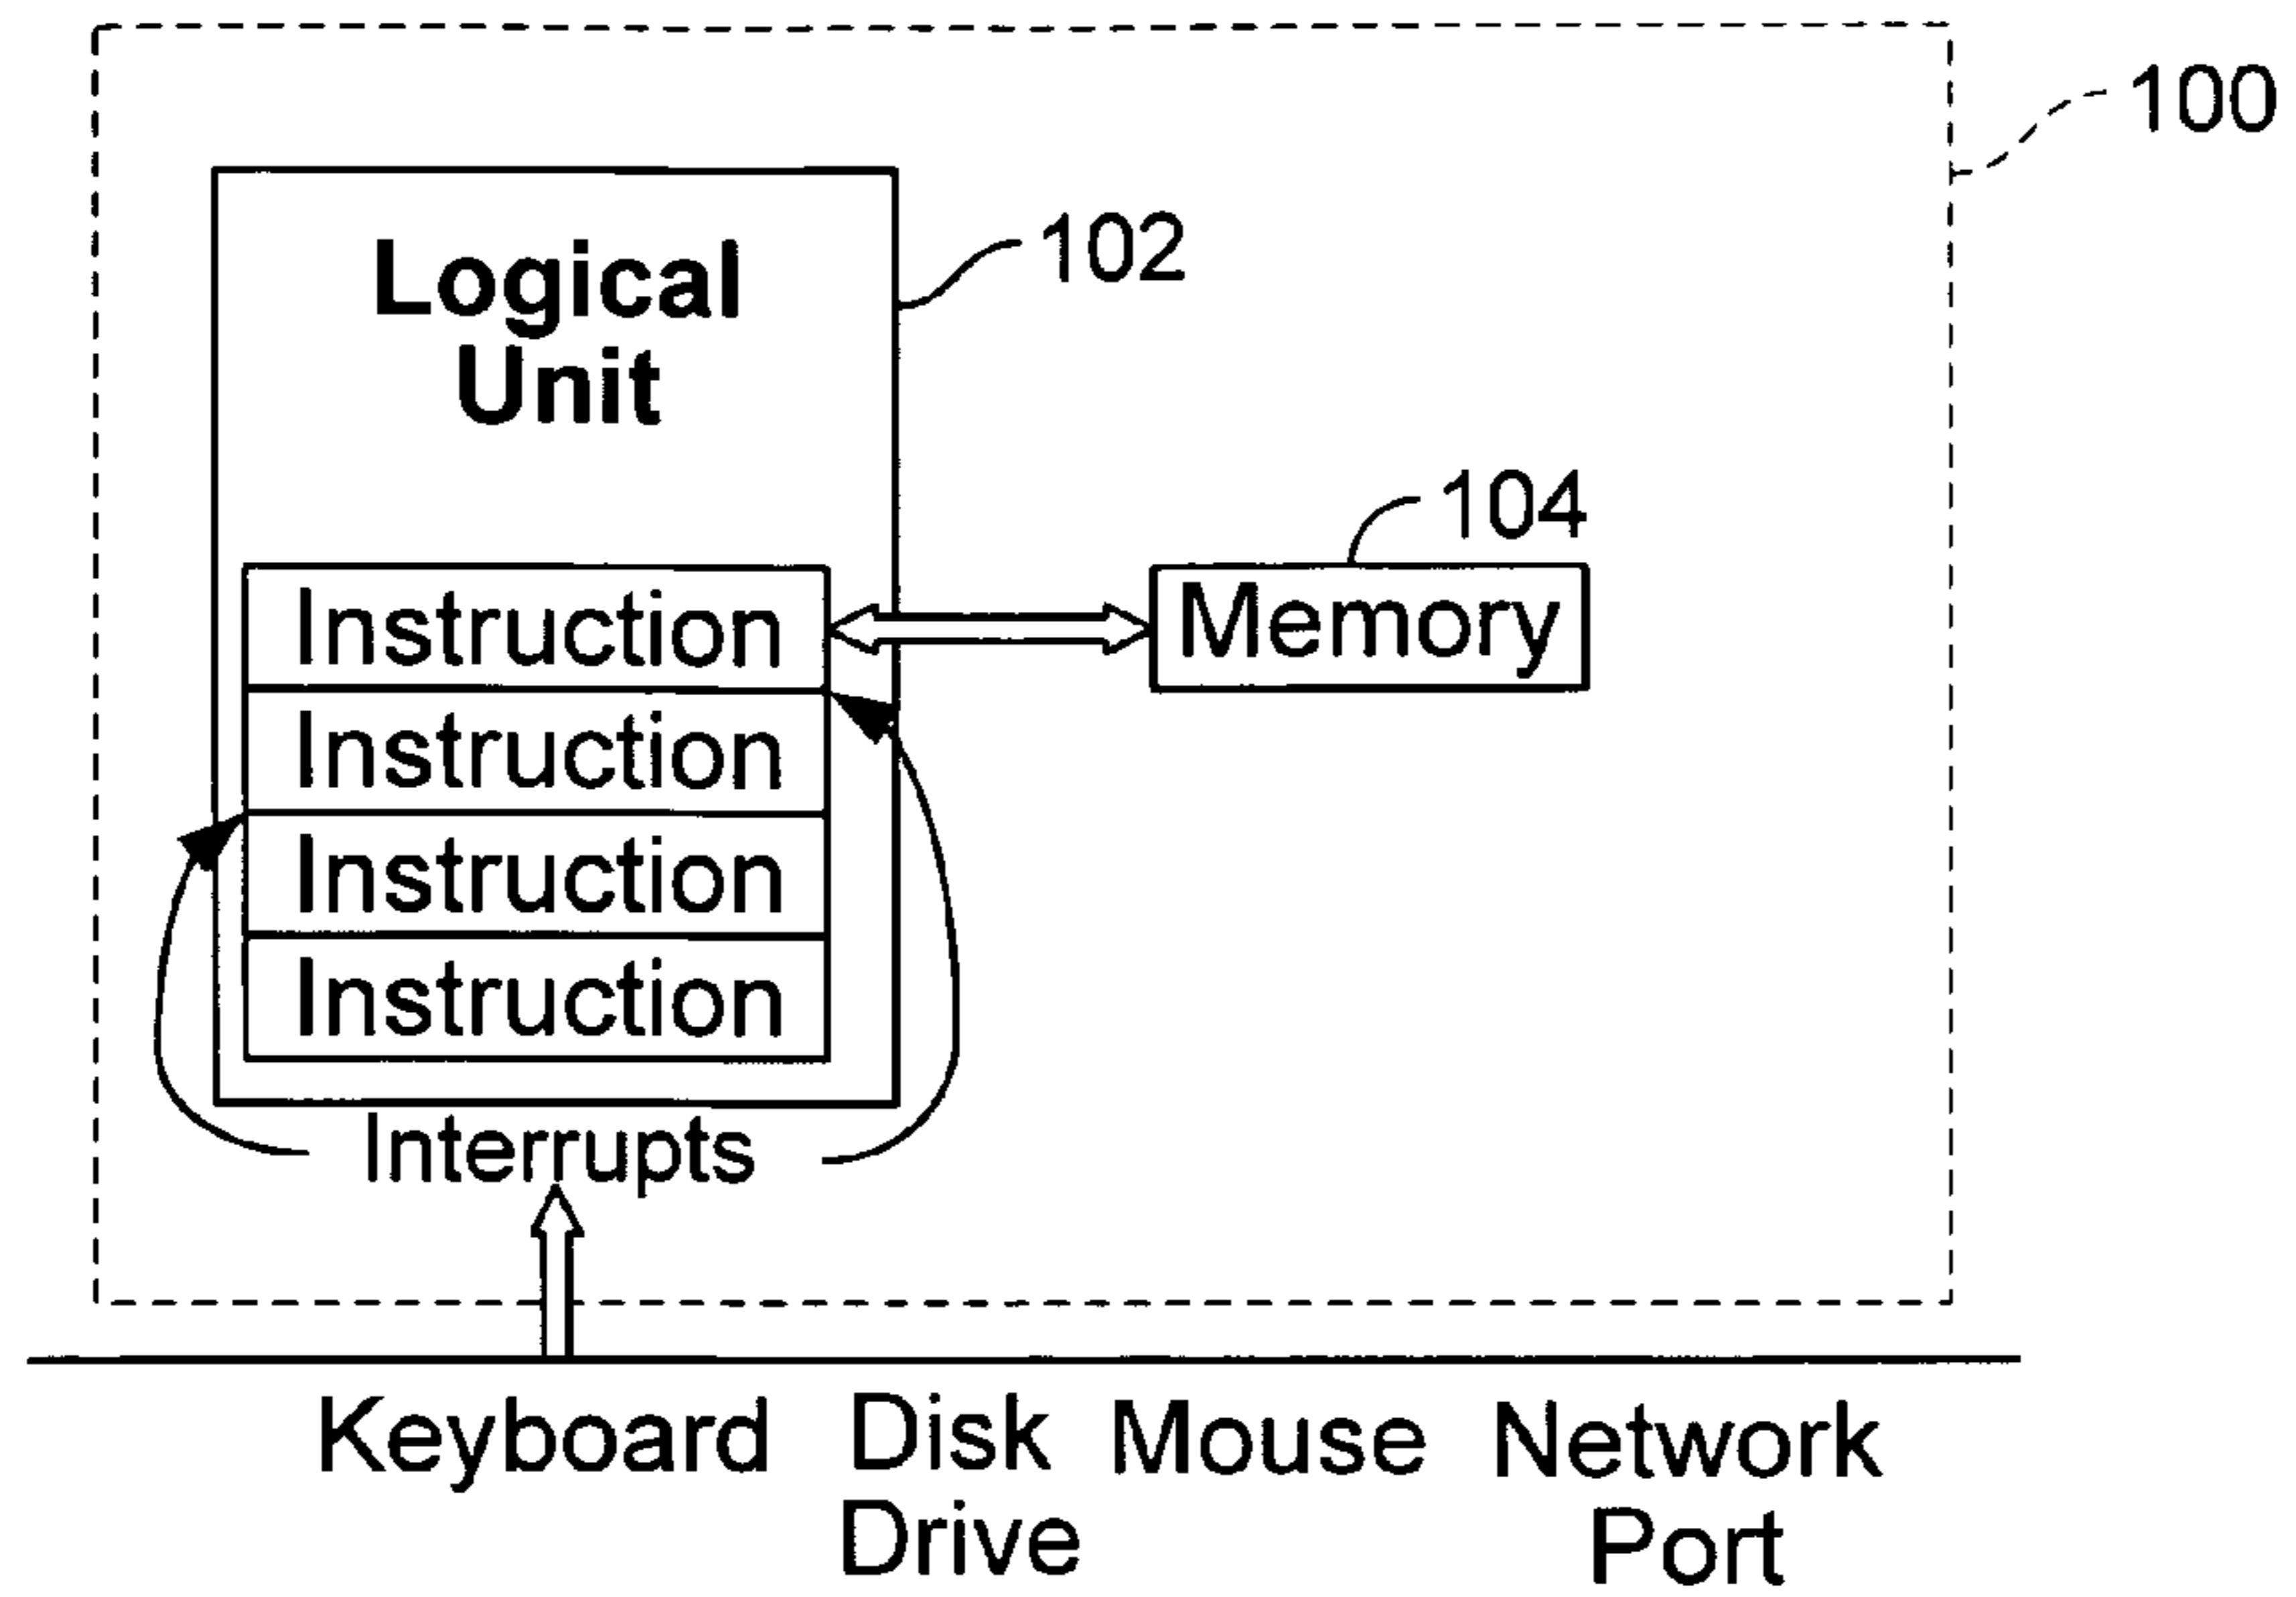 100
Logical
Unit
102
104
Instruction
Memory
Instruction
Instruction
Instruction
Interrupts
Keyboard Disk Mouse Network
Drive Port